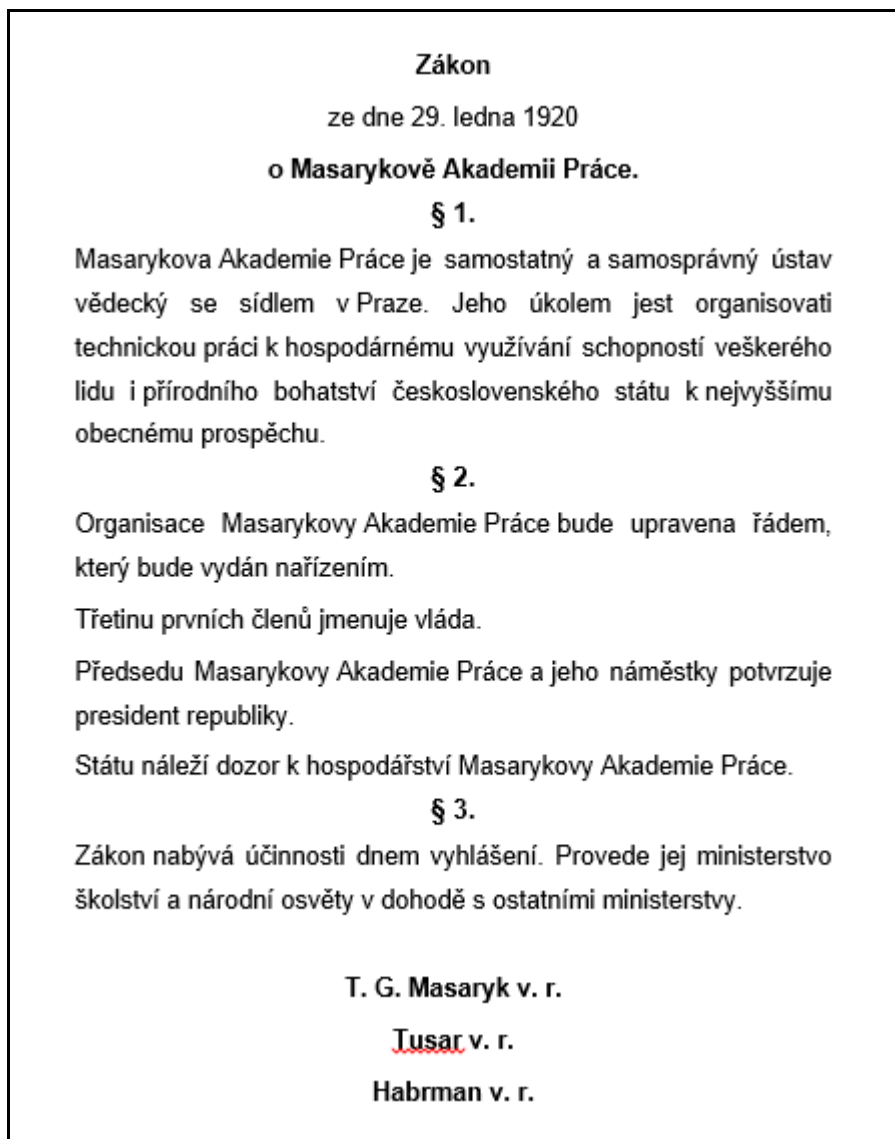 Zákon
ze dne 29. ledna 1920
o Masarykově Akademii Práce.
§ 1.
Masarykova Akademie Práce je samostatný a samosprávný ústav
vědecký se sídlem v Praze. Jeho úkolem jest organisovati
technickou práci k hospodárnému využívání schopností veškerého
lidu i přírodního bohatství československého státu k nejvyššímu
obecnému prospěchu.
§ 2.
Organisace Masarykovy Akademie Práce bude upravena řádem,
který bude vydán nařízením.
Třetinu prvních členů jmenuje vláda.
Předsedu Masarykovy Akademie Práce a jeho náměstky potvrzuje
president republiky.
Státu náleží dozor k hospodářství Masarykovy Akademie Práce.
§ 3.
Zákon nabývá účinnosti dnem vyhlášení. Provede jej ministerstvo
školství a národní osvěty v dohodě s ostatními ministerstvy.
T. G. Masaryk v. r.
Tusar v. r.
Habrman v. r.